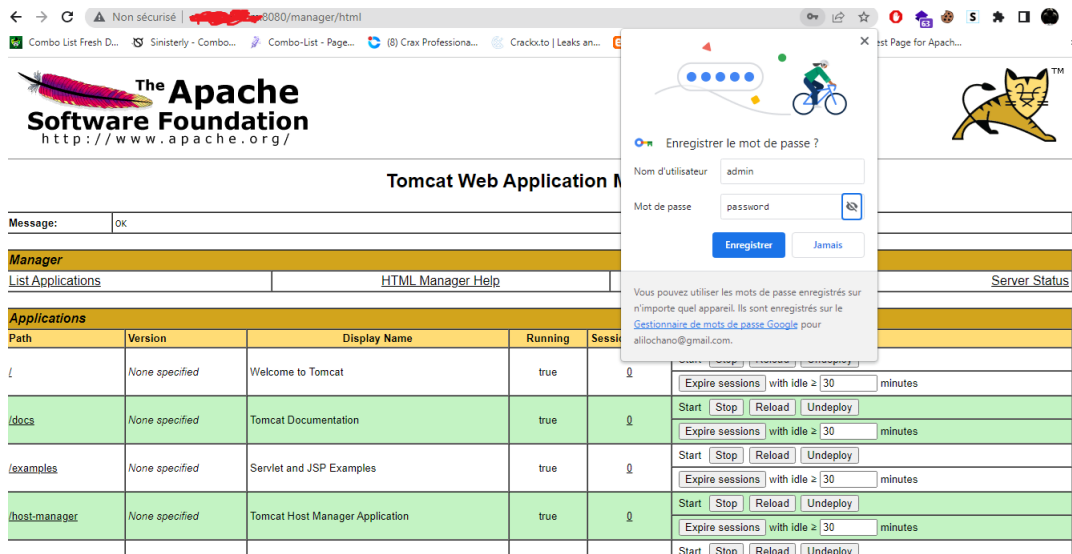 Non sécurisé | :8080/manager/html
Combo List Fresh D... Sinisterly - Combo... Combo-List - Page... (8) Crax Professiona... Crackx.to | Leaks an... est Page for Apach...
63
S
The Apache
Software Foundation
http://www.apache.org/
TM
Tomcat Web Application M
Message: OK
Manager
List Applications HTML Manager Help Server Status
Applications
Path Version Display Name Running Sessio
/ None specified Welcome to Tomcat true 0 Start Stop Reload Undeploy
Expire sessions with idle ≥ 30 minutes
/docs None specified Tomcat Documentation true 0 Start Stop Reload Undeploy
Expire sessions with idle ≥ 30 minutes
/examples None specified Servlet and JSP Examples true 0 Start Stop Reload Undeploy
Expire sessions with idle ≥ 30 minutes
/host-manager None specified Tomcat Host Manager Application true 0 Start Stop Reload Undeploy
Expire sessions with idle ≥ 30 minutes
Start Stop Reload Undeploy
Enregistrer le mot de passe ?
Nom d'utilisateur admin
Mot de passe password
Enregistrer Jamais
Vous pouvez utiliser les mots de passe enregistrés sur
n'importe quel appareil. Ils sont enregistrés sur le
Gestionnaire de mots de passe Google pour
alilochano@gmail.com.